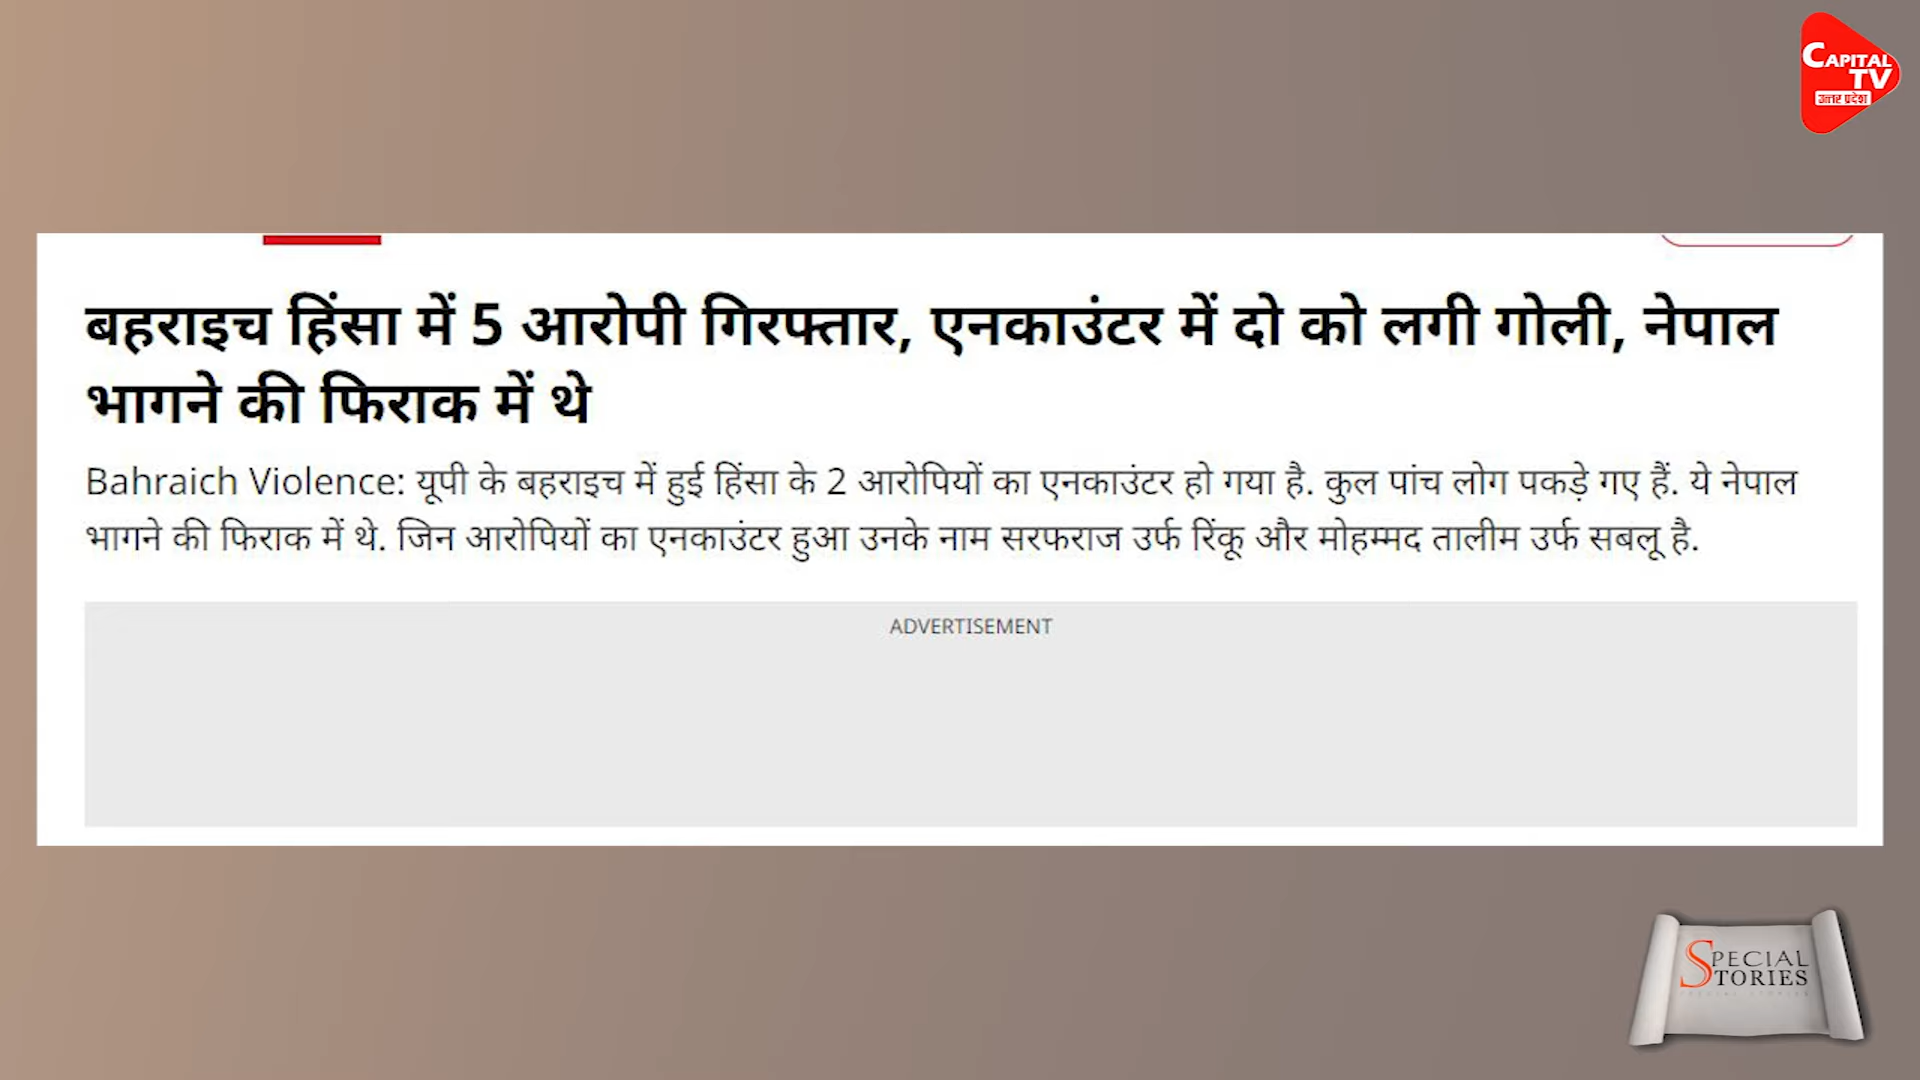 CAPITAL
TV
उत्तर प्रदेश
बहराइच हिंसा में 5 आरोपी गिरफ्तार, एनकाउंटर में दो को लगी गोली, नेपाल
भागने की फिराक में थे
Bahraich Violence: यूपी के बहराइच में हुई हिंसा के 2 आरोपियों का एनकाउंटर हो गया है. कुल पांच लोग पकड़े गए हैं. ये नेपाल
भागने की फिराक में थे. जिन आरोपियों का एनकाउंटर हुआ उनके नाम सरफराज उर्फ रिंकू और मोहम्मद तालीम उर्फ सबलू है.
ADVERTISEMENT
SPECIAL
STORIES